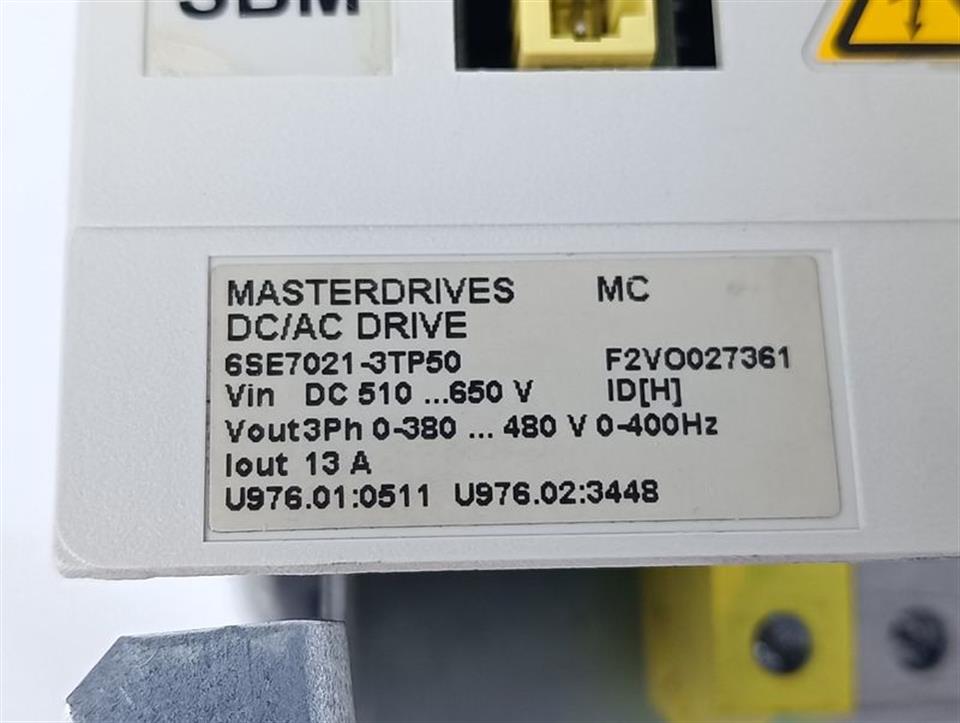 SBM
MASTERDRIVES MC
DC/AC DRIVE
6SE7021-3TP50 F2VO027361
Vin DC 510 ...650 V ID[H]
Vout3Ph 0-380 ... 480 V 0-400Hz
Iout 13 A
U976.01:0511 U976.02:3448